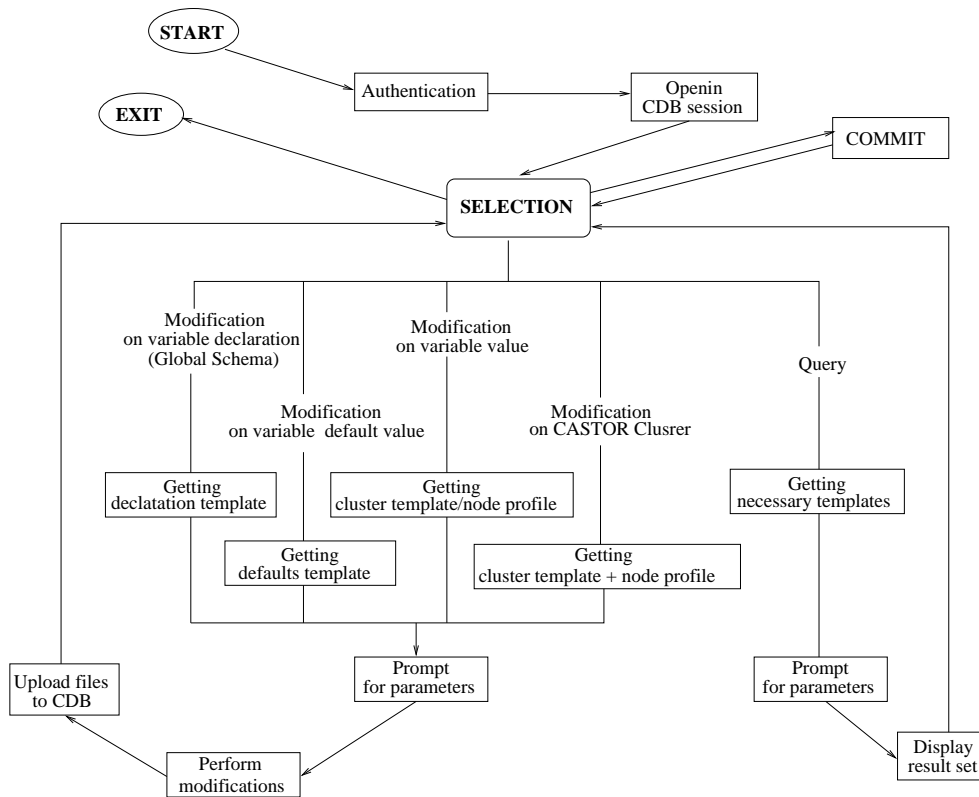 START
Authentication
Openin
CDB session
EXIT
COMMIT
SELECTION
Modification
on variable declaration
(Global Schema)
Modification
on variable value
Query
Modification
on variable default value
Modification
on CASTOR Clusrer
Getting
declatation template
Getting
cluster template/node profile
Getting
necessary templates
Getting
defaults template
Getting
cluster template + node profile
Upload files
to CDB
Prompt
for parameters
Prompt
for parameters
Perform
modifications
Display
result set